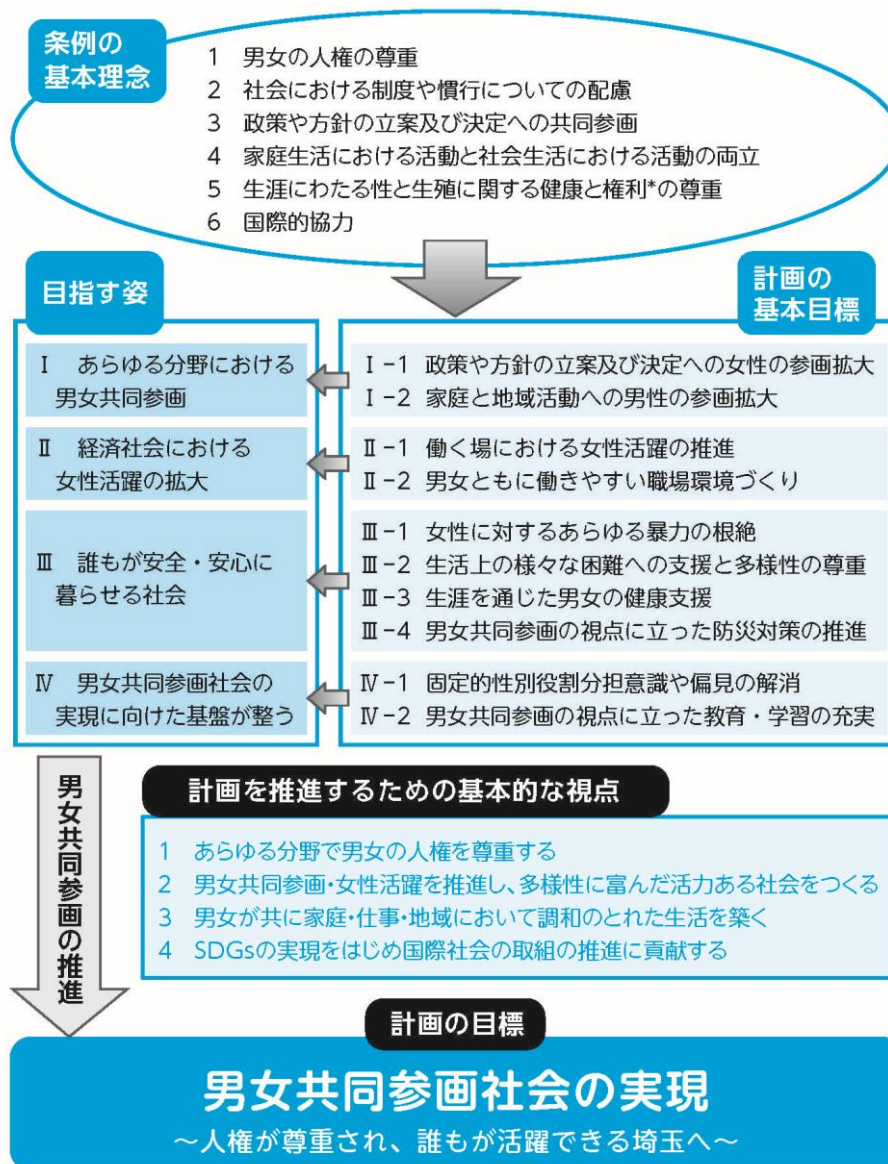 条例の
基本理念
1 男女の人権の尊重
2 社会における制度や慣行についての配慮
3 政策や方針の立案及び決定への共同参画
4 家庭生活における活動と社会生活における活動の両立
5 生涯にわたる性と生殖に関する健康と権利*の尊重
6 国際的協力
目指す姿
計画の
基本目標
Ⅰ あらゆる分野における
男女共同参画
Ⅰ-1 政策や方針の立案及び決定への女性の参画拡大
Ⅰ-2 家庭と地域活動への男性の参画拡大
Ⅱ 経済社会における
女性活躍の拡大
Ⅱ-1 働く場における女性活躍の推進
Ⅱ-2 男女ともに働きやすい職場環境づくり
Ⅲ 誰もが安全・安心に
暮らせる社会
Ⅲ-1 女性に対するあらゆる暴力の根絶
Ⅲ-2 生活上の様々な困難への支援と多様性の尊重
Ⅲ-3 生涯を通じた男女の健康支援
Ⅲ-4 男女共同参画の視点に立った防災対策の推進
Ⅳ 男女共同参画社会の
実現に向けた基盤が整う
Ⅳ-1 固定的性別役割分担意識や偏見の解消
Ⅳ-2 男女共同参画の視点に立った教育・学習の充実
男女共同参画の推進
計画を推進するための基本的な視点
1 あらゆる分野で男女の人権を尊重する
2 男女共同参画・女性活躍を推進し、多様性に富んだ活力ある社会をつくる
3 男女が共に家庭・仕事・地域において調和のとれた生活を築く
4 SDGsの実現をはじめ国際社会の取組の推進に貢献する
計画の目標
男女共同参画社会の実現
～人権が尊重され、誰もが活躍できる埼玉へ～